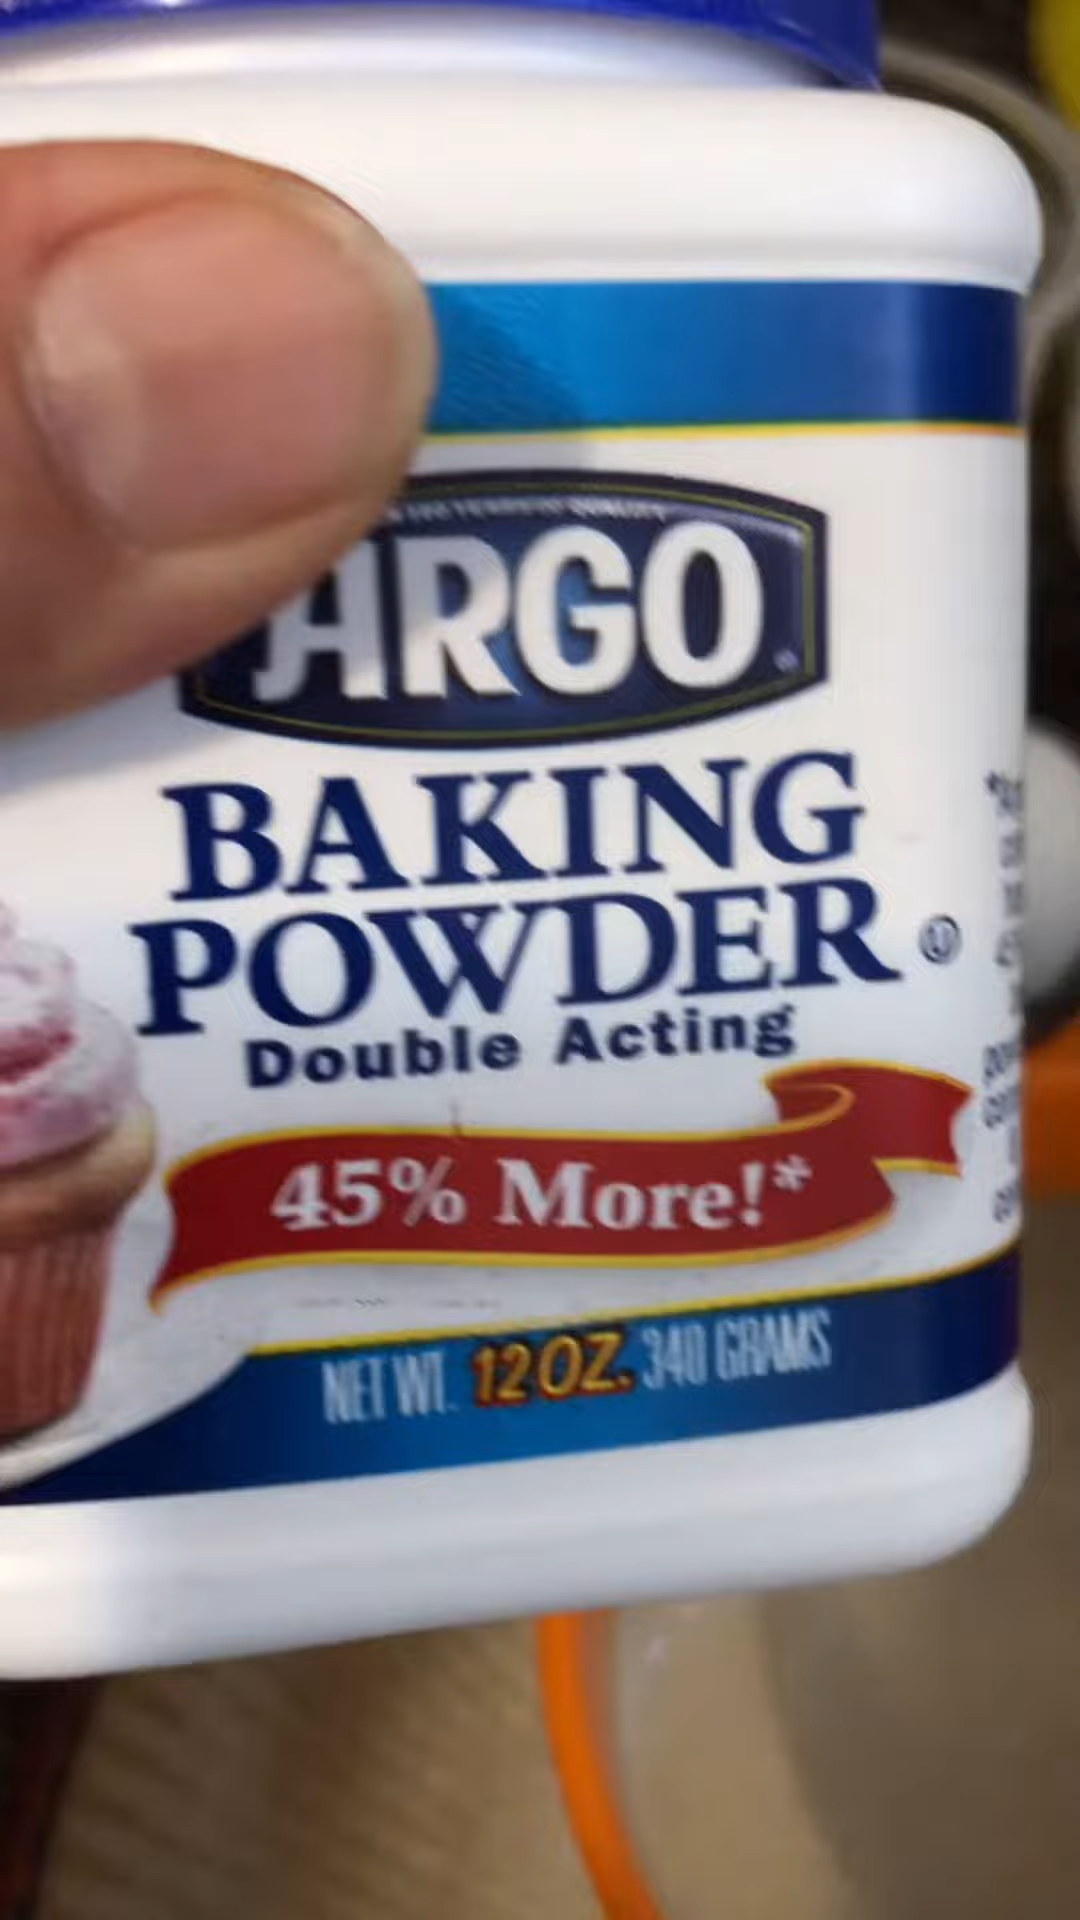 ARGO
BAKING
POWDER
Double Acting
45% More!*
NET WT. 12 OZ. 340 GRAMS